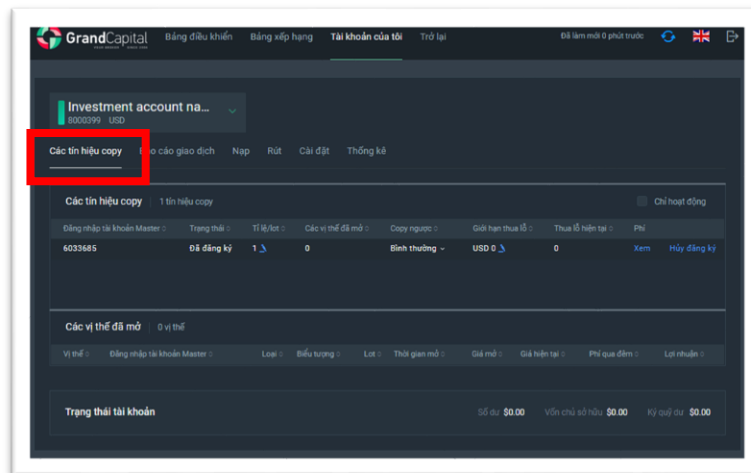 GrandCapital Bảng điều khiển Bảng xếp hạng Tài khoản của tôi Trở lại Đã làm mới 0 phút trước
Investment account na...
8000399 USD
Các tín hiệu copy cáo giao dịch Nạp Rút Cài đặt Thống kê
Các tín hiệu copy 1 tín hiệu copy Chỉ hoạt động
Đăng nhập tài khoản Master Trạng thái Tỉ lệ/lot Các vị thế đã mở Copy ngược Giới hạn thua lỗ Thua lỗ hiện tại Phí
6033685 Đã đăng ký 1 0 Bình thường USD 0 0 Xem Hủy đăng ký
Các vị thế đã mở 0 vị thế
Vị thế Đăng nhập tài khoản Master Loại Biểu tượng Lot Thời gian mở Giá mở Giá hiện tại Phí qua đêm Lợi nhuận
Trạng thái tài khoản Số dư $0.00 Vốn chủ sở hữu $0.00 Ký quỹ dư $0.00